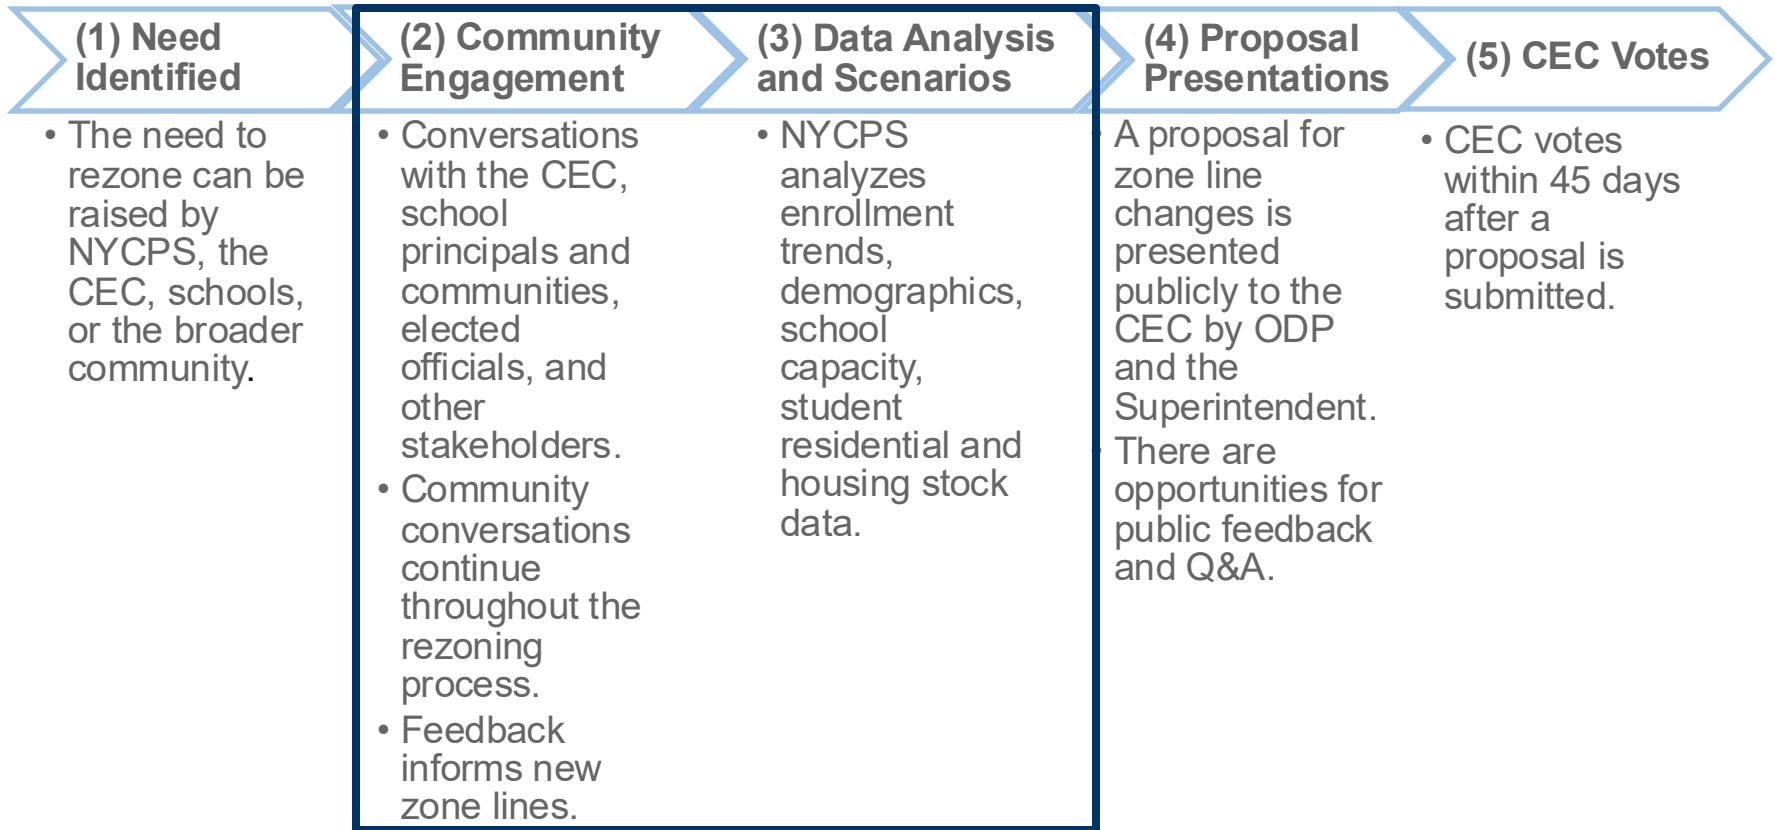 (1) Need
Identified
• The need to
rezone can be
raised by
NYCPS, the
CEC, schools,
or the broader
community.
(2) Community
Engagement
• Conversations
with the CEC,
school
principals and
communities,
elected
officials, and
other
stakeholders.
• Community
conversations
continue
throughout the
rezoning
process.
• Feedback
informs new
zone lines.
(3) Data Analysis
and Scenarios
• NYCPS
analyzes
enrollment
trends,
demographics,
school
capacity,
student
residential and
housing stock
data.
(4) Proposal
Presentations
• A proposal for
zone line
changes is
presented
publicly to the
CEC by ODP
and the
Superintendent.
• There are
opportunities for
public feedback
and Q&A.
(5) CEC Votes
• CEC votes
within 45 days
after a
proposal is
submitted.